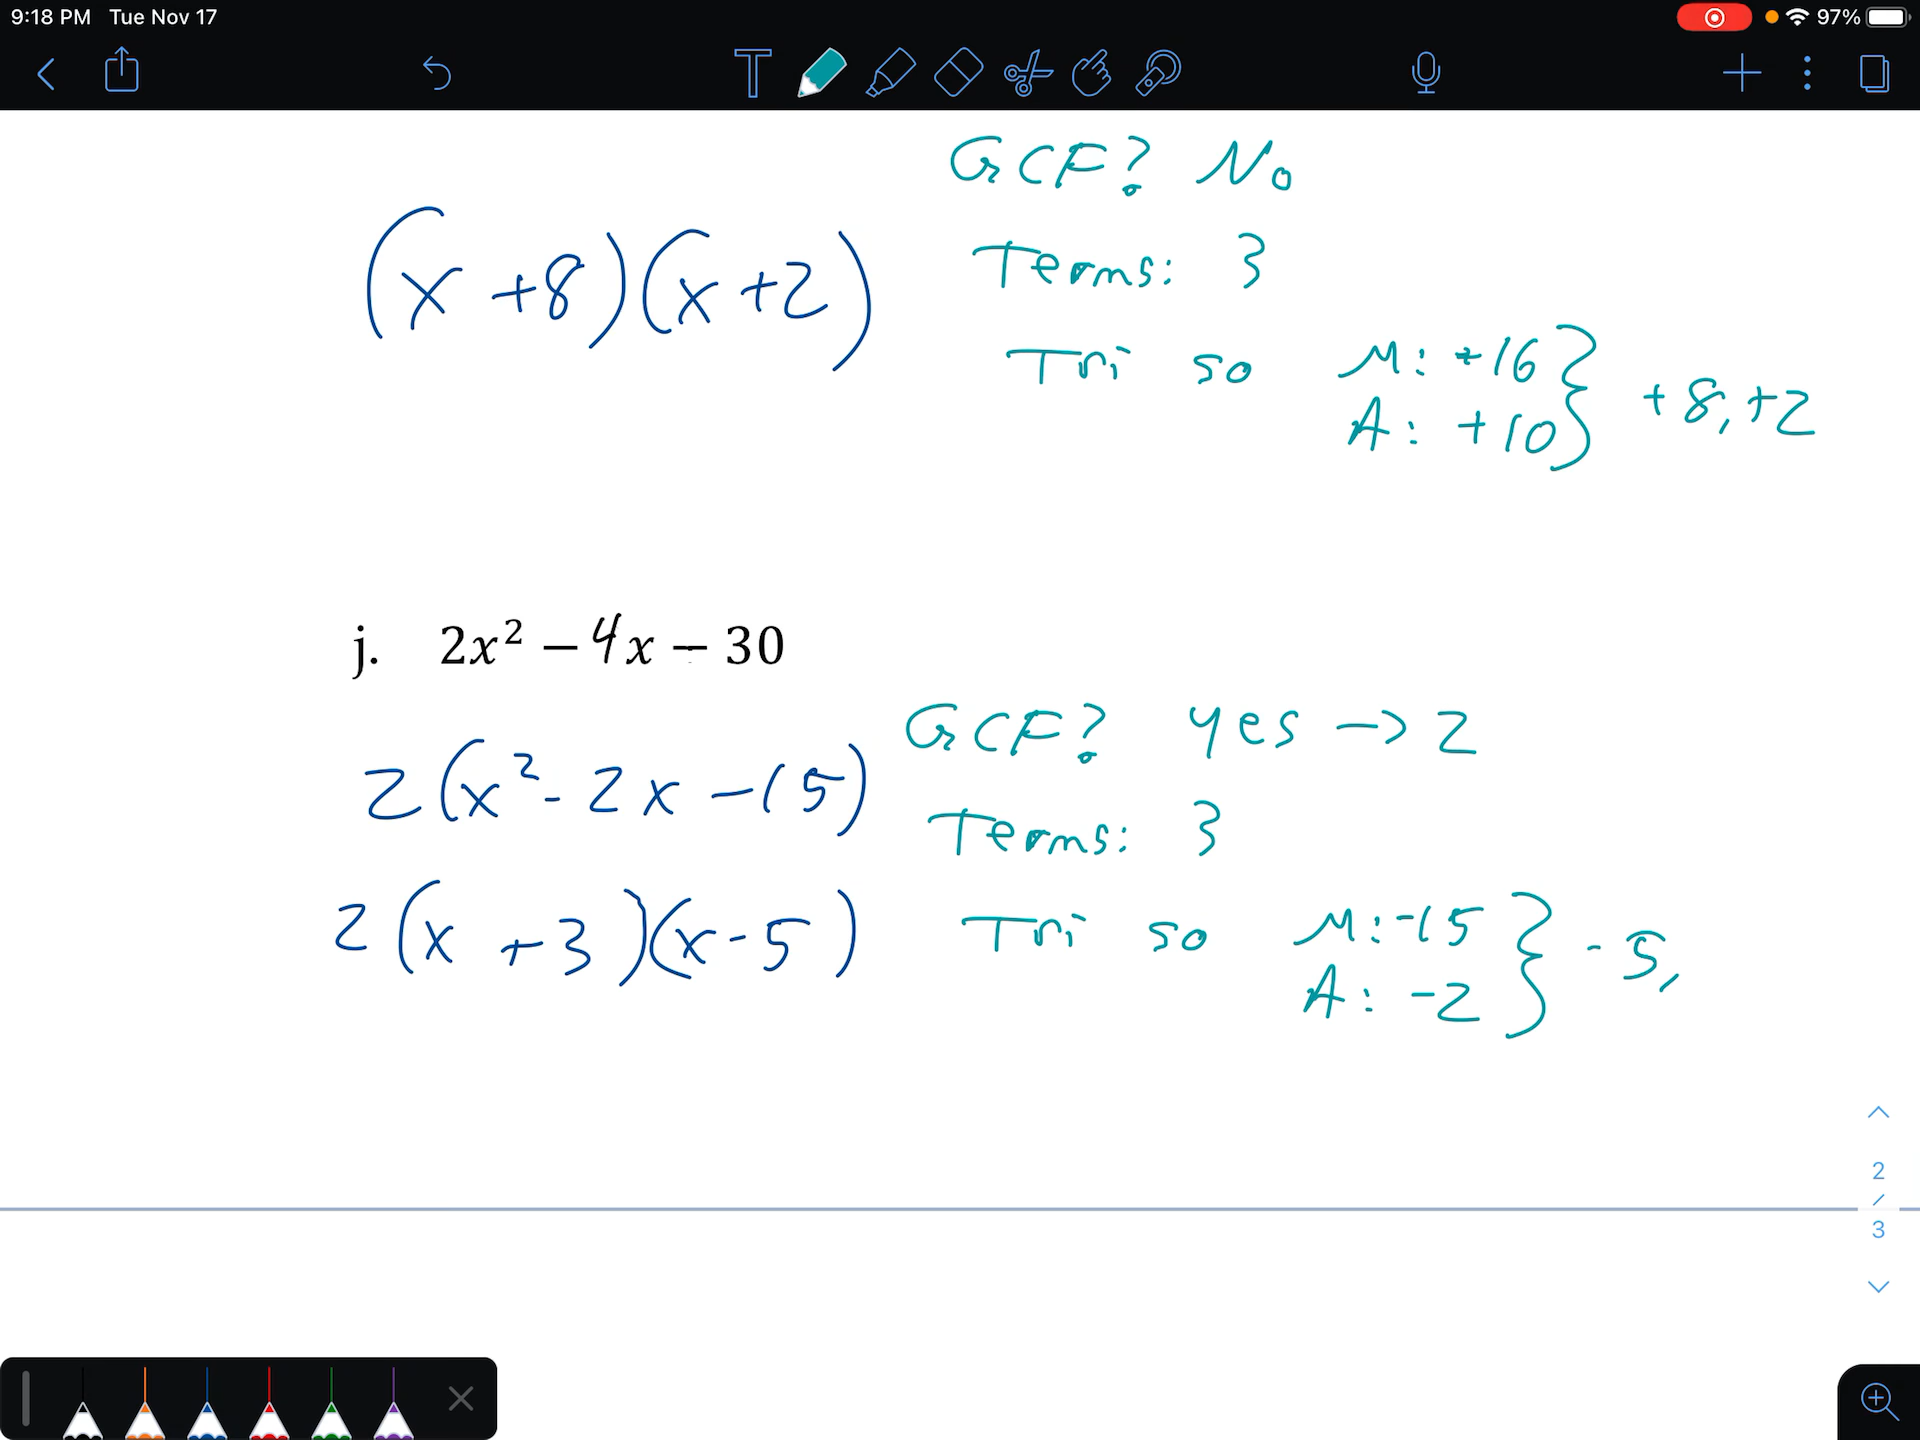 9:18 PM Tue Nov 17
97%
T
GCF? No
(x +8)(x +2)
Terms: 3
Tri so M: +16
A: +10
+8, +2
j. 2x² − 4x − 30
GCF? yes -> 2
2(x² - 2x - 15)
Terms: 3
2(x +3)(x - 5)
Tri so M: -15
A: -2
- 5,
2
/
3